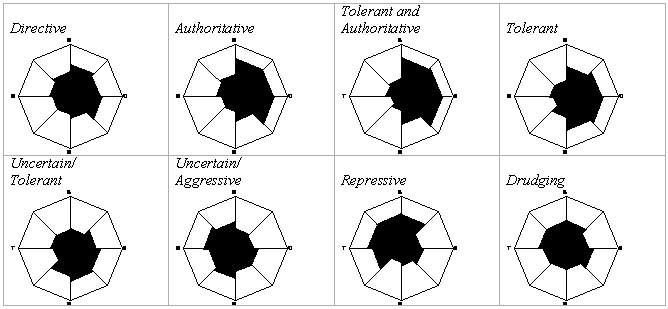 Directive
Authoritative
Tolerant and
Authoritative
Tolerant
Uncertain/
Tolerant
Uncertain/
Aggressive
Repressive
Drudging